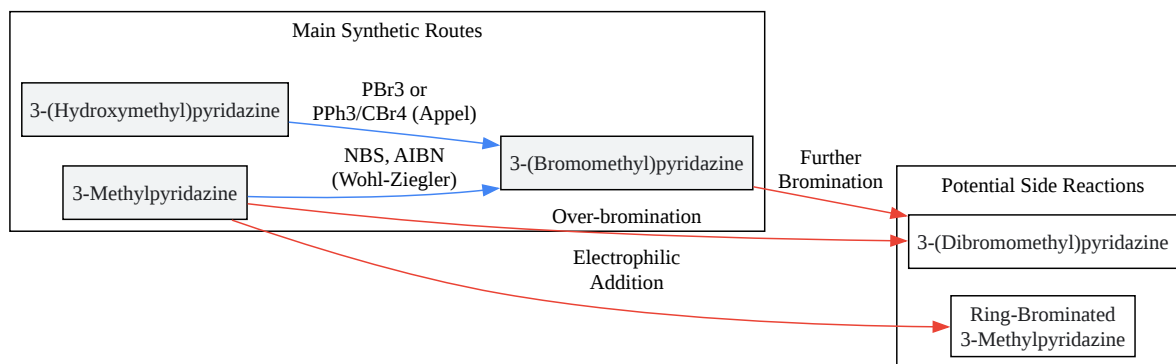 Main Synthetic Routes
3-(Hydroxymethyl)pyridazine
PBr3 or
PPh3/CBr4 (Appel)
3-Methylpyridazine
NBS, AIBN
(Wohl-Ziegler)
3-(Bromomethyl)pyridazine
Further
Bromination
Over-bromination
Electrophilic
Addition
Potential Side Reactions
3-(Dibromomethyl)pyridazine
Ring-Brominated
3-Methylpyridazine